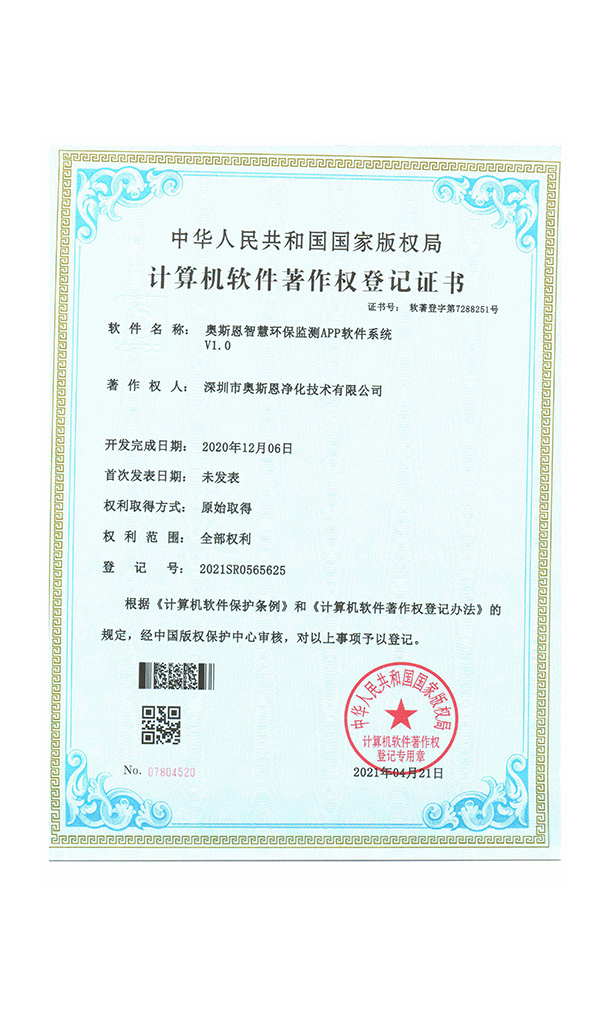 中华人民共和国国家版权局
计算机软件著作权登记证书
证书号： 软著登字第7288251号
软件名称： 奥斯恩智慧环保监测APP软件系统
V1.0
著作权人： 深圳市奥斯恩净化技术有限公司
开发完成日期： 2020年12月06日
首次发表日期： 未发表
权利取得方式： 原始取得
权利范围： 全部权利
登记号： 2021SR0565625
根据《计算机软件保护条例》和《计算机软件著作权登记办法》的
规定，经中国版权保护中心审核，对以上事项予以登记。
中华人民共和国国家版权局
计算机软件著作权
登记专用章
No. 07804520
2021年04月21日